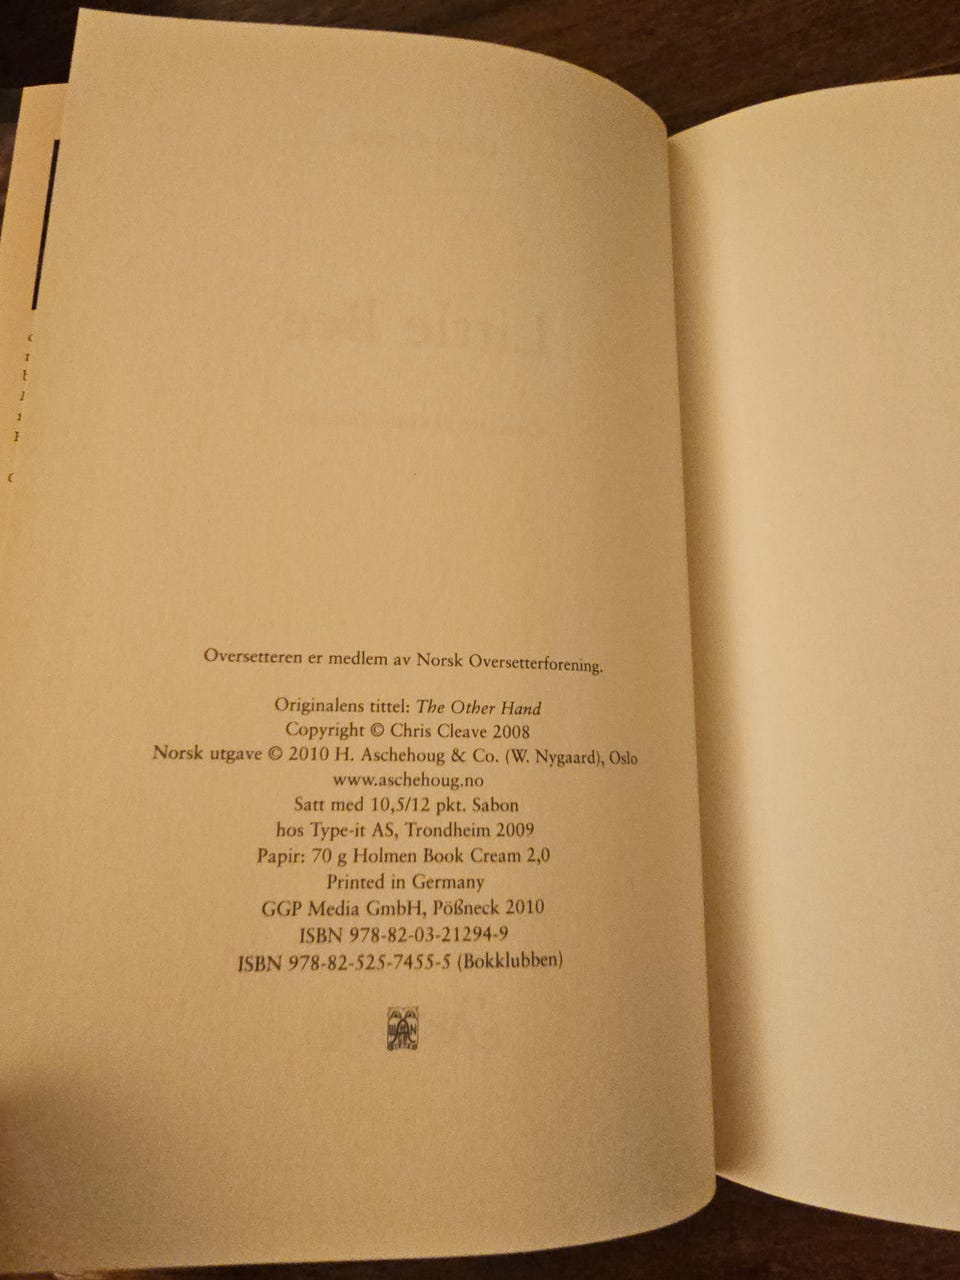 Little Bee
Oversetteren er medlem av Norsk Oversetterforening.
Originalens tittel: The Other Hand
Copyright © Chris Cleave 2008
Norsk utgave © 2010 H. Aschehoug & Co. (W. Nygaard), Oslo
www.aschehoug.no
Satt med 10,5/12 pkt. Sabon
hos Type-it AS, Trondheim 2009
Papir: 70 g Holmen Book Cream 2,0
Printed in Germany
GGP Media GmbH, Pößneck 2010
ISBN 978-82-03-21294-9
ISBN 978-82-525-7455-5 (Bokklubben)